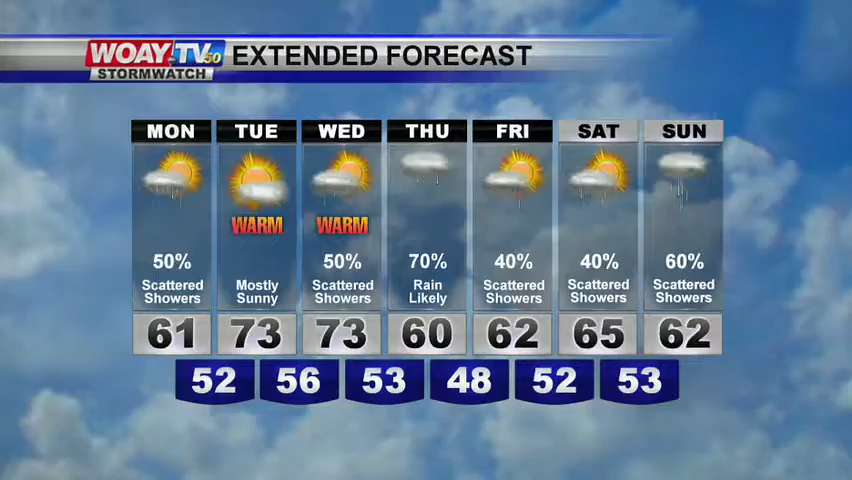 WOAY-TV 50
STORMWATCH
EXTENDED FORECAST
MON TUE WED THU FRI SAT SUN
WARM WARM
50% 50% 70% 40% 40% 60%
Scattered Showers
Mostly Sunny
Scattered Showers
Rain Likely
Scattered Showers
Scattered Showers
Scattered Showers
61 73 73 60 62 65 62
52 56 53 48 52 53